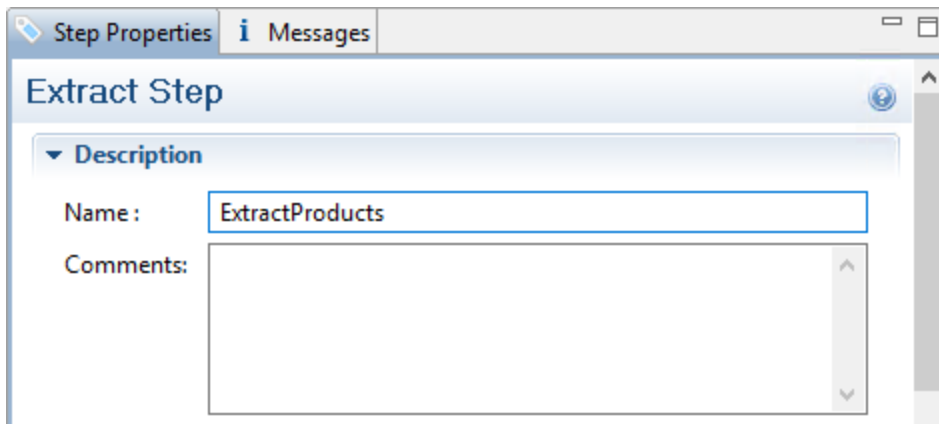 Step Properties i Messages
Extract Step
Description
Name: ExtractProducts
Comments: